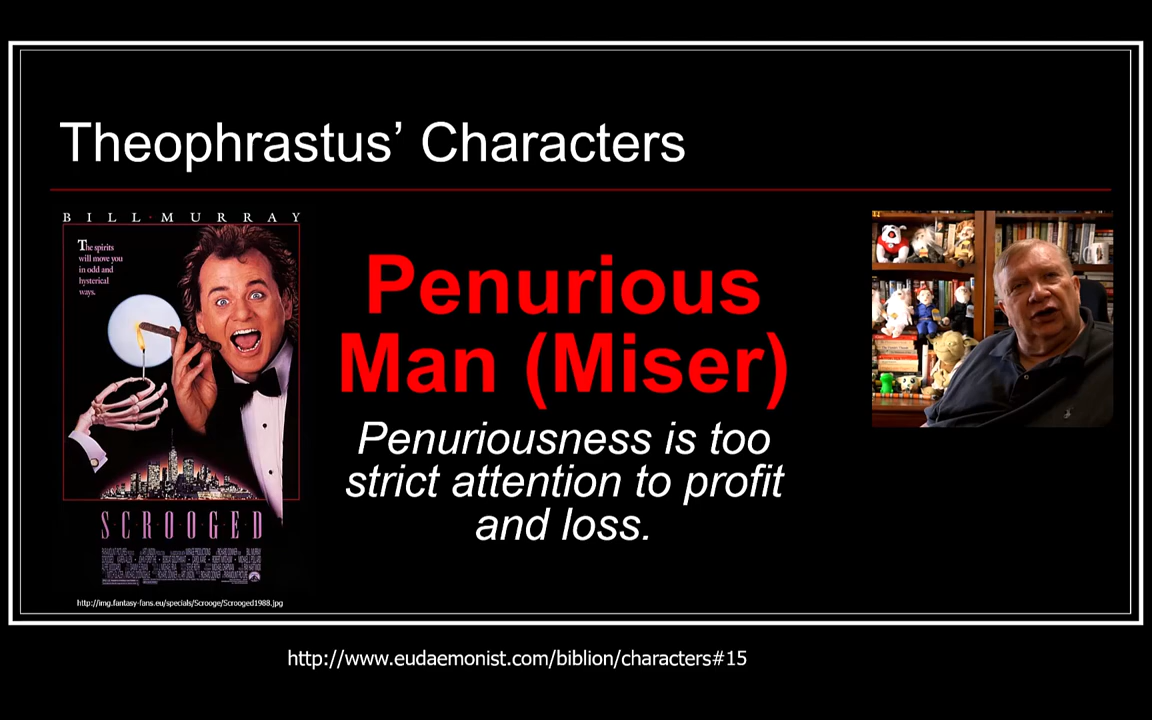 Theophrastus’ Characters
BILL MURRAY
The spirits
will move you
in odd and
hysterical
ways.
SCROOGED
http://img.fantasy-fans.eu/specials/Scrooge/Scrooged1988.jpg
Penurious
Man (Miser)
Penuriousness is too
strict attention to profit
and loss.
http://www.eudaemonist.com/biblion/characters#15